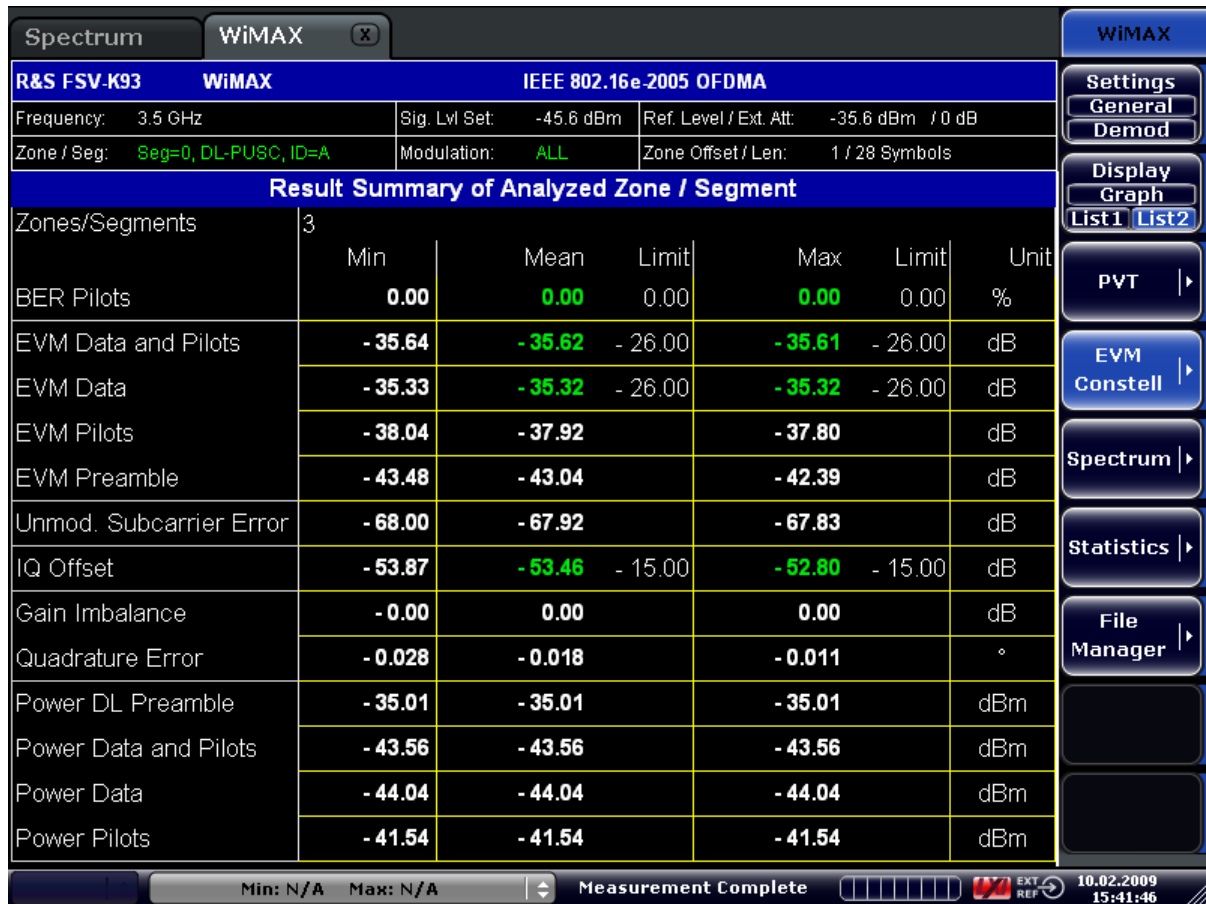 Spectrum WiMAX X WiMAX
R&S FSV-K93 WiMAX IEEE 802.16e-2005 OFDMA
Frequency: 3.5 GHz Sig. Lvl Set: -45.6 dBm Ref. Level / Ext. Att: -35.6 dBm / 0 dB
Zone / Seg: Seg=0, DL-PUSC, ID=A Modulation: ALL Zone Offset / Len: 1 / 28 Symbols
Result Summary of Analyzed Zone / Segment
Zones/Segments 3
Min Mean Limit Max Limit Unit
BER Pilots 0.00 0.00 0.00 0.00 0.00 %
EVM Data and Pilots - 35.64 - 35.62 - 26.00 - 35.61 - 26.00 dB
EVM Data - 35.33 - 35.32 - 26.00 - 35.32 - 26.00 dB
EVM Pilots - 38.04 - 37.92 - 37.80 dB
EVM Preamble - 43.48 - 43.04 - 42.39 dB
Unmod. Subcarrier Error - 68.00 - 67.92 - 67.83 dB
IQ Offset - 53.87 - 53.46 - 15.00 - 52.80 - 15.00 dB
Gain Imbalance - 0.00 0.00 0.00 dB
Quadrature Error - 0.028 - 0.018 - 0.011 °
Power DL Preamble - 35.01 - 35.01 - 35.01 dBm
Power Data and Pilots - 43.56 - 43.56 - 43.56 dBm
Power Data - 44.04 - 44.04 - 44.04 dBm
Power Pilots - 41.54 - 41.54 - 41.54 dBm
Settings
General
Demod
Display
Graph
List1 List2
PVT
EVM
Constell
Spectrum
Statistics
File
Manager
Min: N/A Max: N/A Measurement Complete LXI EXT REF 10.02.2009
15:41:46